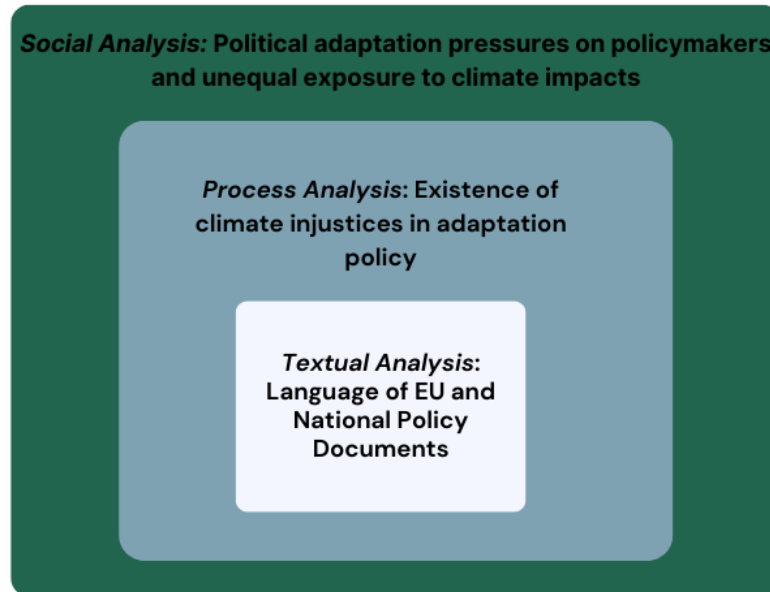 Social Analysis: Political adaptation pressures on policymakers
and unequal exposure to climate impacts
Process Analysis: Existence of
climate injustices in adaptation
policy
Textual Analysis:
Language of EU and
National Policy
Documents